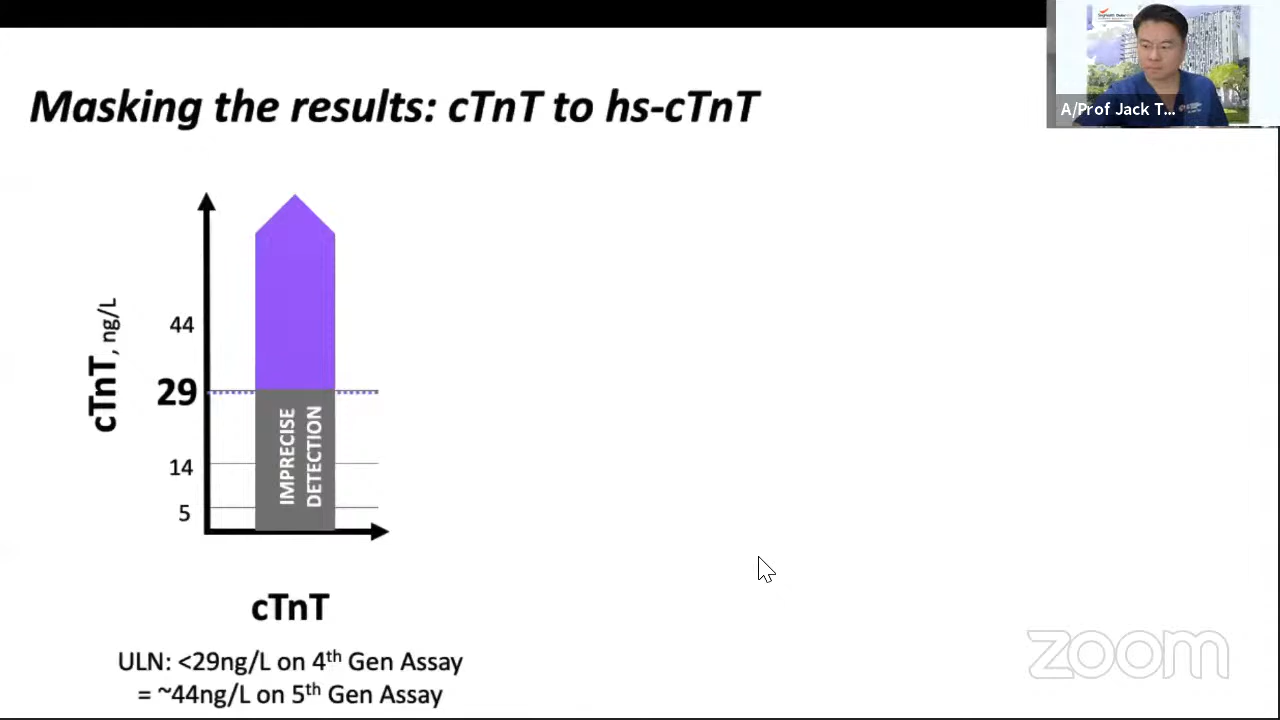 Masking the results: cTnT to hs-cTnT
A/Prof Jack T...
cTnT, ng/L
44
29
14
5
IMPRECISE
DETECTION
cTnT
ULN: <29ng/L on 4th Gen Assay
= ~44ng/L on 5th Gen Assay
zoom